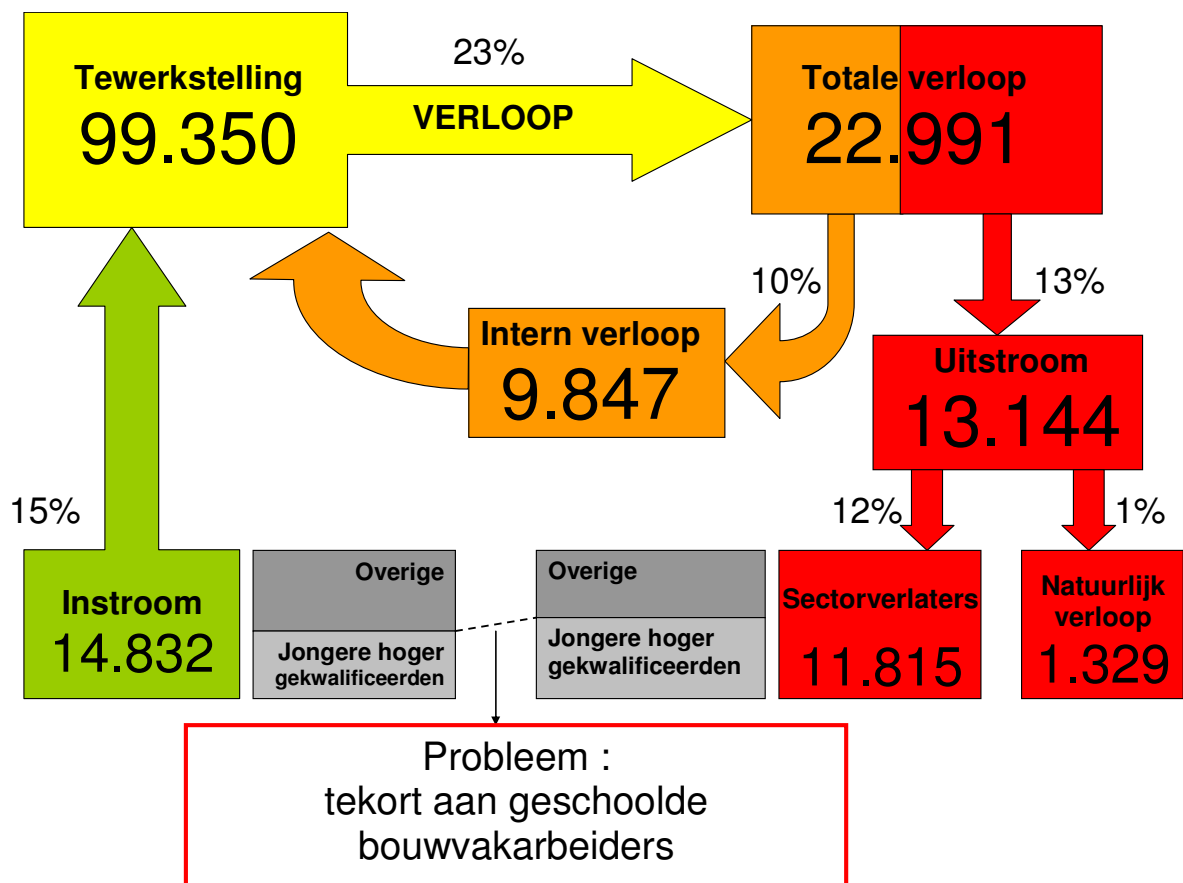 Tewerkstelling
99.350
23%
VERLOOP
Totale verloop
22.991
10%
13%
Intern verloop
9.847
Uitstroom
13.144
15%
12%
1%
Instroom
14.832
Overige
Jongere hoger
gekwalificeerden
Overige
Jongere hoger
gekwalificeerden
Sectorverlaters
11.815
Natuurlijk
verloop
1.329
Probleem :
tekort aan geschoolde
bouwvakarbeiders